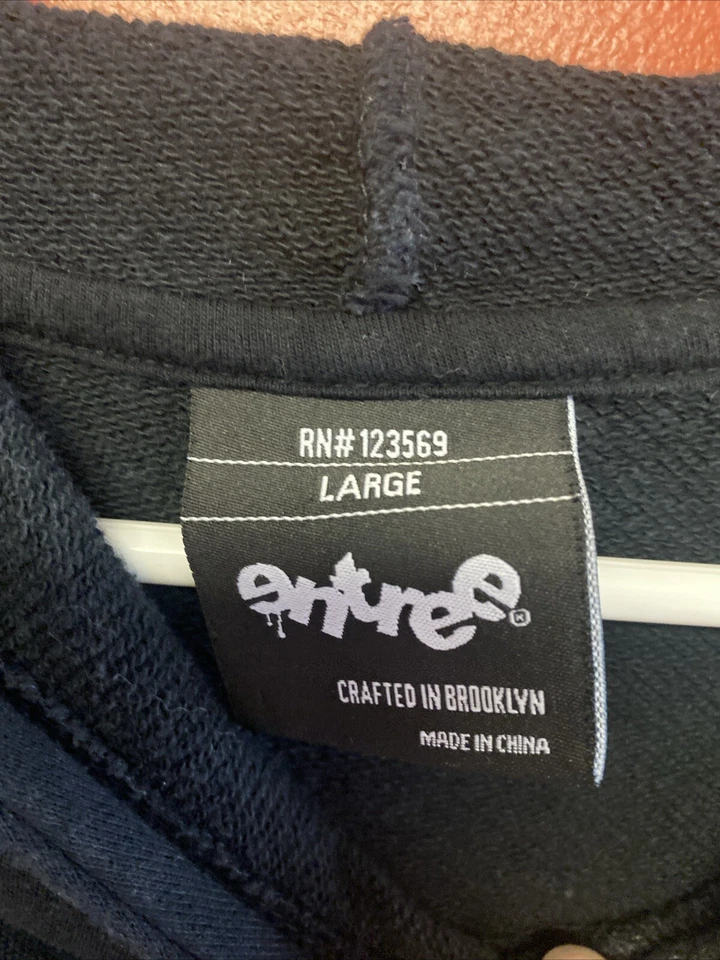 RN# 123569
LARGE
entree
CRAFTED IN BROOKLYN
MADE IN CHINA